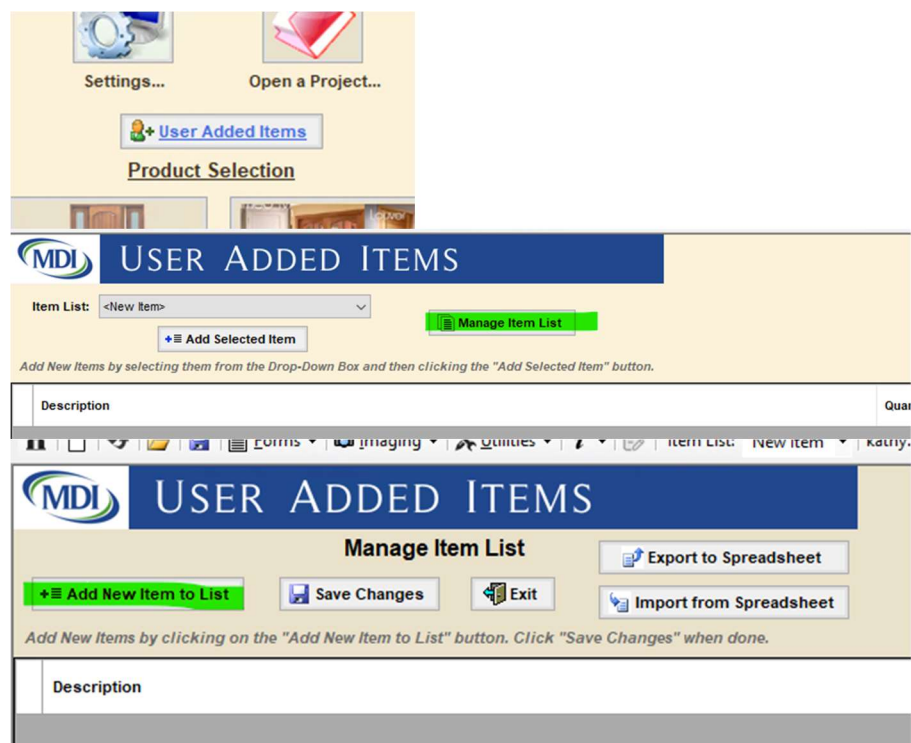 Settings... Open a Project...
User Added Items
Product Selection
Louver
MDI USER ADDED ITEMS
Item List: <New Item>
Manage Item List
Add Selected Item
Add New Items by selecting them from the Drop-Down Box and then clicking the "Add Selected Item" button.
Description Quan
Forms Imaging Utilities Item List: New Item kathy.
MDI USER ADDED ITEMS
Manage Item List
Export to Spreadsheet
Add New Item to List Save Changes Exit
Import from Spreadsheet
Add New Items by clicking on the "Add New Item to List" button. Click "Save Changes" when done.
Description